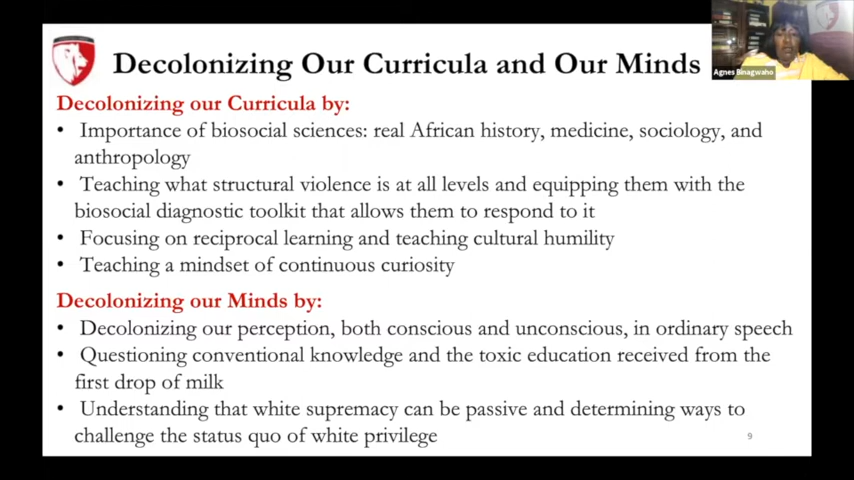 Decolonizing Our Curricula and Our Minds
Agnes Binagwaho
Decolonizing our Curricula by:
• Importance of biosocial sciences: real African history, medicine, sociology, and
anthropology
• Teaching what structural violence is at all levels and equipping them with the
biosocial diagnostic toolkit that allows them to respond to it
• Focusing on reciprocal learning and teaching cultural humility
• Teaching a mindset of continuous curiosity
Decolonizing our Minds by:
• Decolonizing our perception, both conscious and unconscious, in ordinary speech
• Questioning conventional knowledge and the toxic education received from the
first drop of milk
• Understanding that white supremacy can be passive and determining ways to
challenge the status quo of white privilege
9